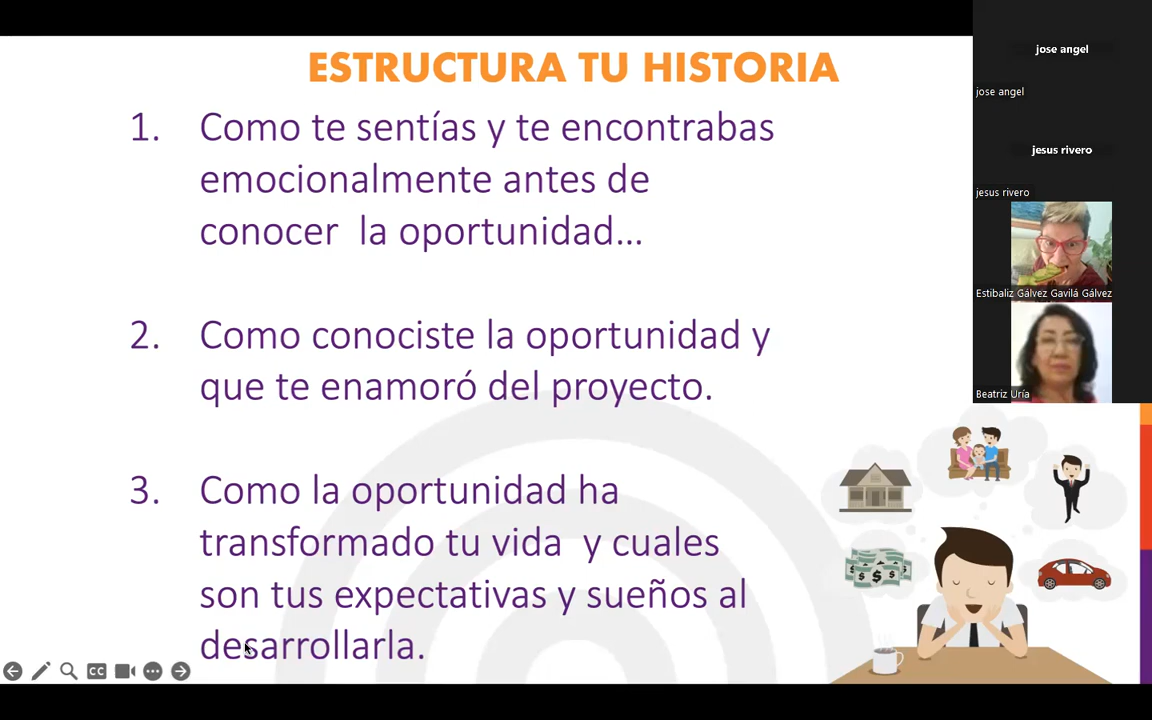 ESTRUCTURA TU HISTORIA
1. Como te sentías y te encontrabas
emocionalmente antes de
conocer la oportunidad...
2. Como conociste la oportunidad y
que te enamoró del proyecto.
3. Como la oportunidad ha
transformado tu vida y cuales
son tus expectativas y sueños al
desarrollarla.
CC
jose angel
jose angel
jesus rivero
jesus rivero
Estibaliz Gálvez Gavilá Gálvez
Beatriz Uría
$ $ $